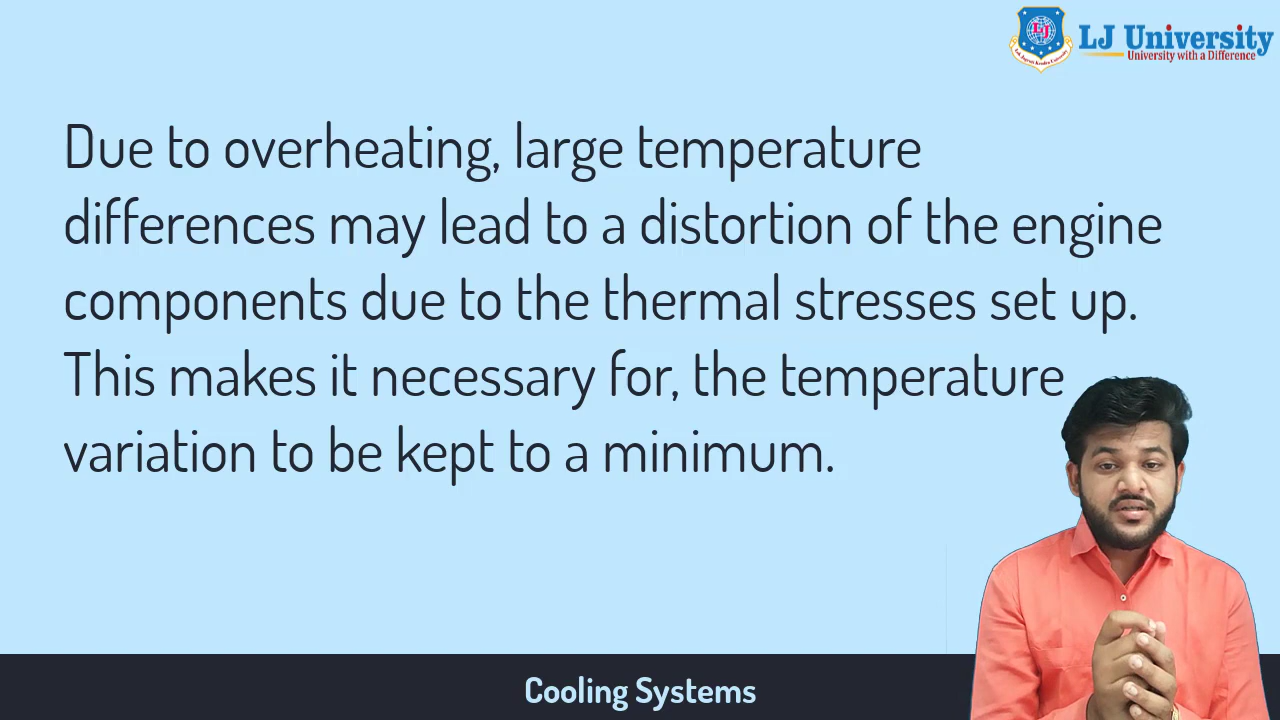 LJ University
University with a Difference
Due to overheating, large temperature
differences may lead to a distortion of the engine
components due to the thermal stresses set up.
This makes it necessary for, the temperature
variation to be kept to a minimum.
Cooling Systems